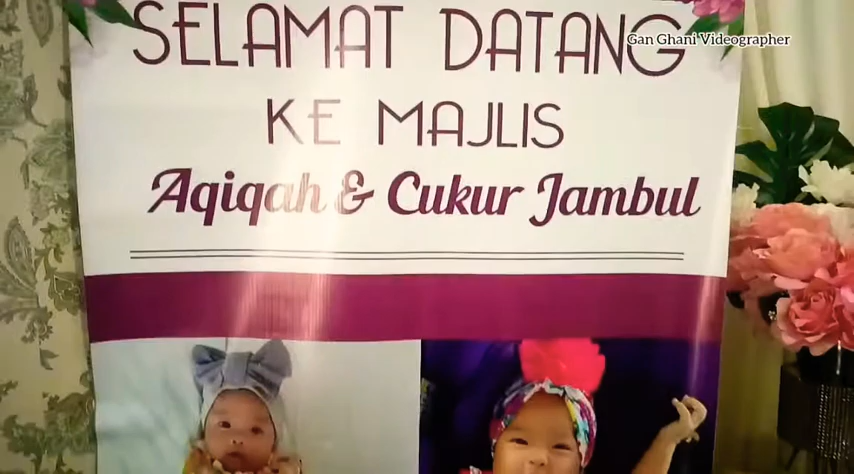 SELAMAT DATANG
Gan Ghani Videographer
KE MAJLIS
Aqiqah & Cukur Jambul